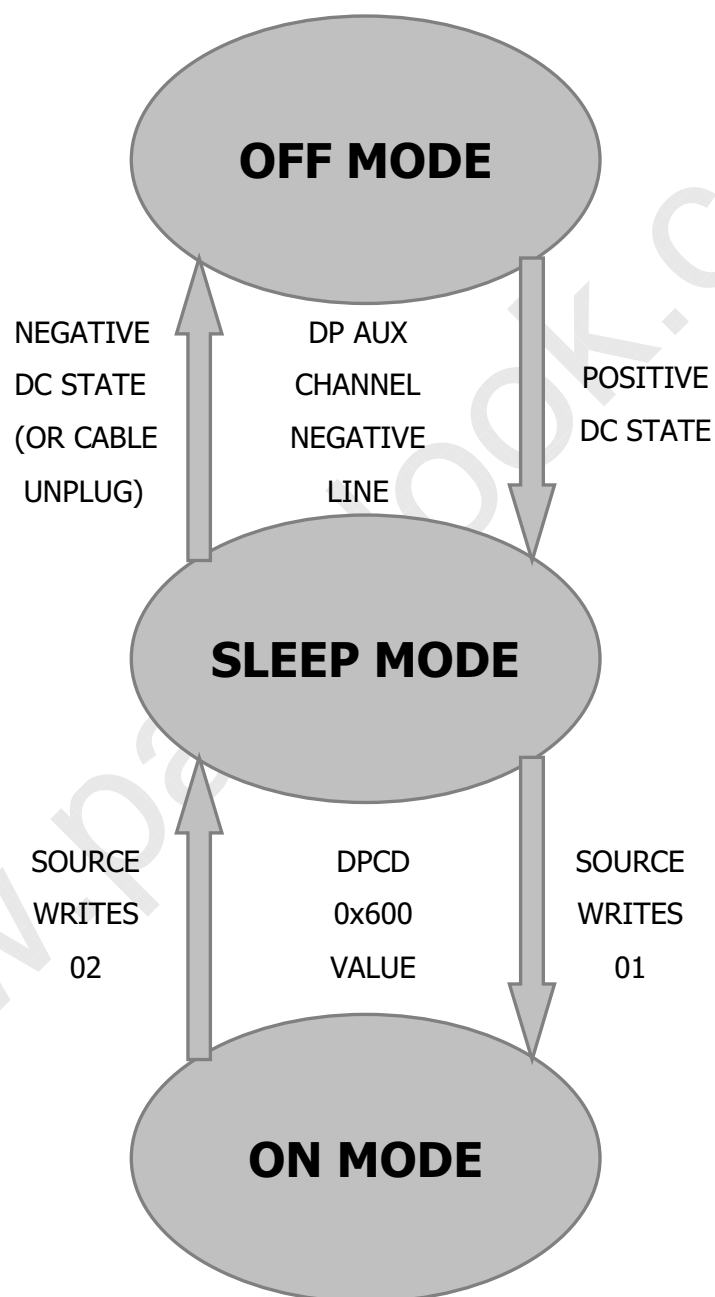 OFF MODE
NEGATIVE
DC STATE
(OR CABLE
UNPLUG)
DP AUX
CHANNEL
NEGATIVE
LINE
POSITIVE
DC STATE
SLEEP MODE
SOURCE
WRITES
02
DPCD
0x600
VALUE
SOURCE
WRITES
01
ON MODE